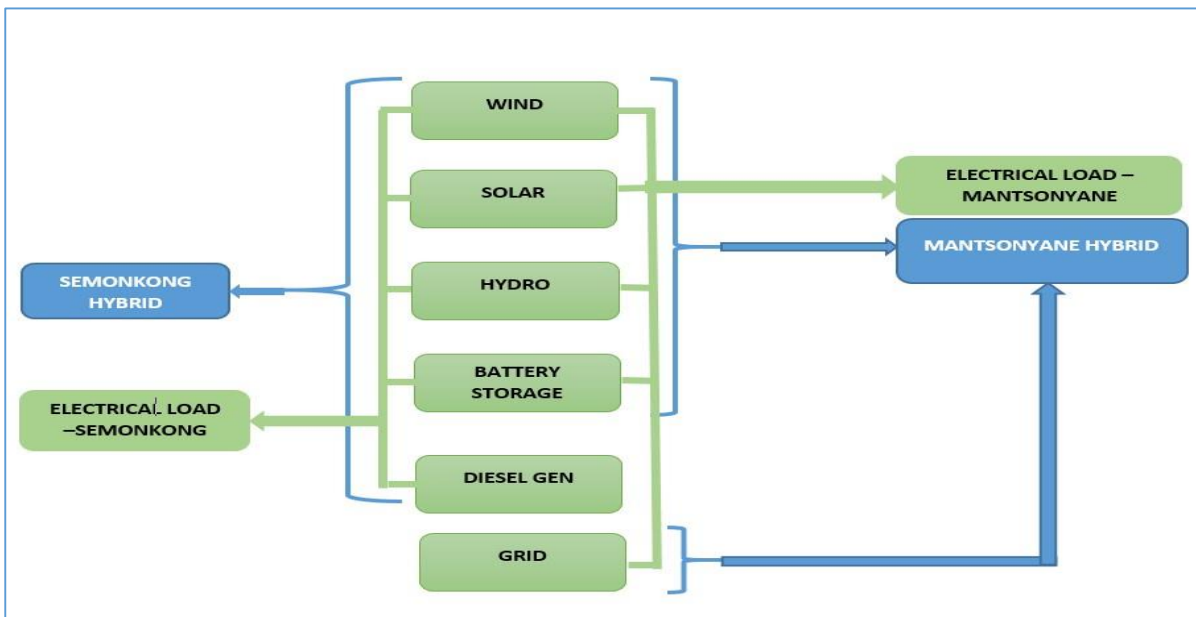 WIND
SOLAR
HYDRO
BATTERY
STORAGE
DIESEL GEN
GRID
SEMONKONG
HYBRID
ELECTRICAL LOAD
–SEMONKONG
ELECTRICAL LOAD –
MANTSONYANE
MANTSONYANE HYBRID